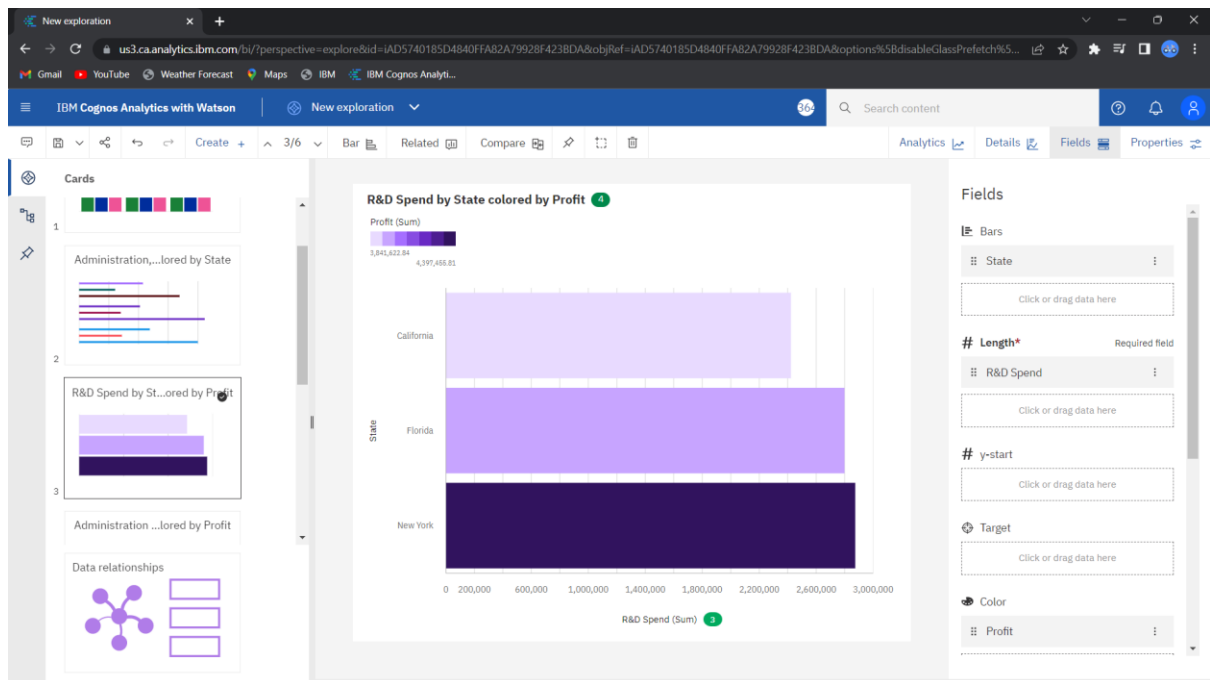 New exploration
us3.ca.analytics.ibm.com/bi/?perspective=explore&id=iAD5740185D4840FFA82A79928F423BDA&objRef=iAD5740185D4840FFA82A79928F423BDA&options%5BdisableGlassPrefetch%5...
Gmail YouTube Weather Forecast Maps IBM IBM Cognos Analyti...
IBM Cognos Analytics with Watson New exploration Search content
Create + 3/6 Bar Related Compare Analytics Details Fields Properties
Cards
1
Administration,...lored by State
2
R&D Spend by St...ored by Profit
3
Administration ...lored by Profit
Data relationships
R&D Spend by State colored by Profit 4
Profit (Sum)
3,841,622.84
4,397,455.81
State
California
Florida
New York
0 200,000 600,000 1,000,000 1,400,000 1,800,000 2,200,000 2,600,000 3,000,000
R&D Spend (Sum) 3
Fields
Bars
State
Click or drag data here
# Length* Required field
R&D Spend
Click or drag data here
# y-start
Click or drag data here
Target
Click or drag data here
Color
Profit